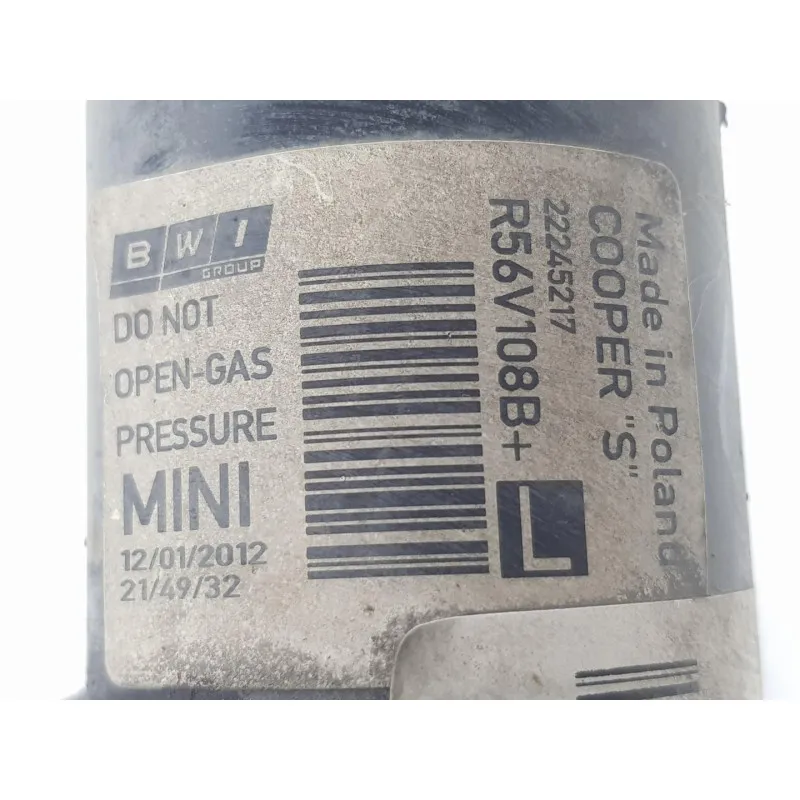 BWI
GROUP
DO NOT
OPEN-GAS
PRESSURE
MINI
12/01/2012
21/49/32
Made in Poland
COOPER "S"
22245217
R56V108B+
L